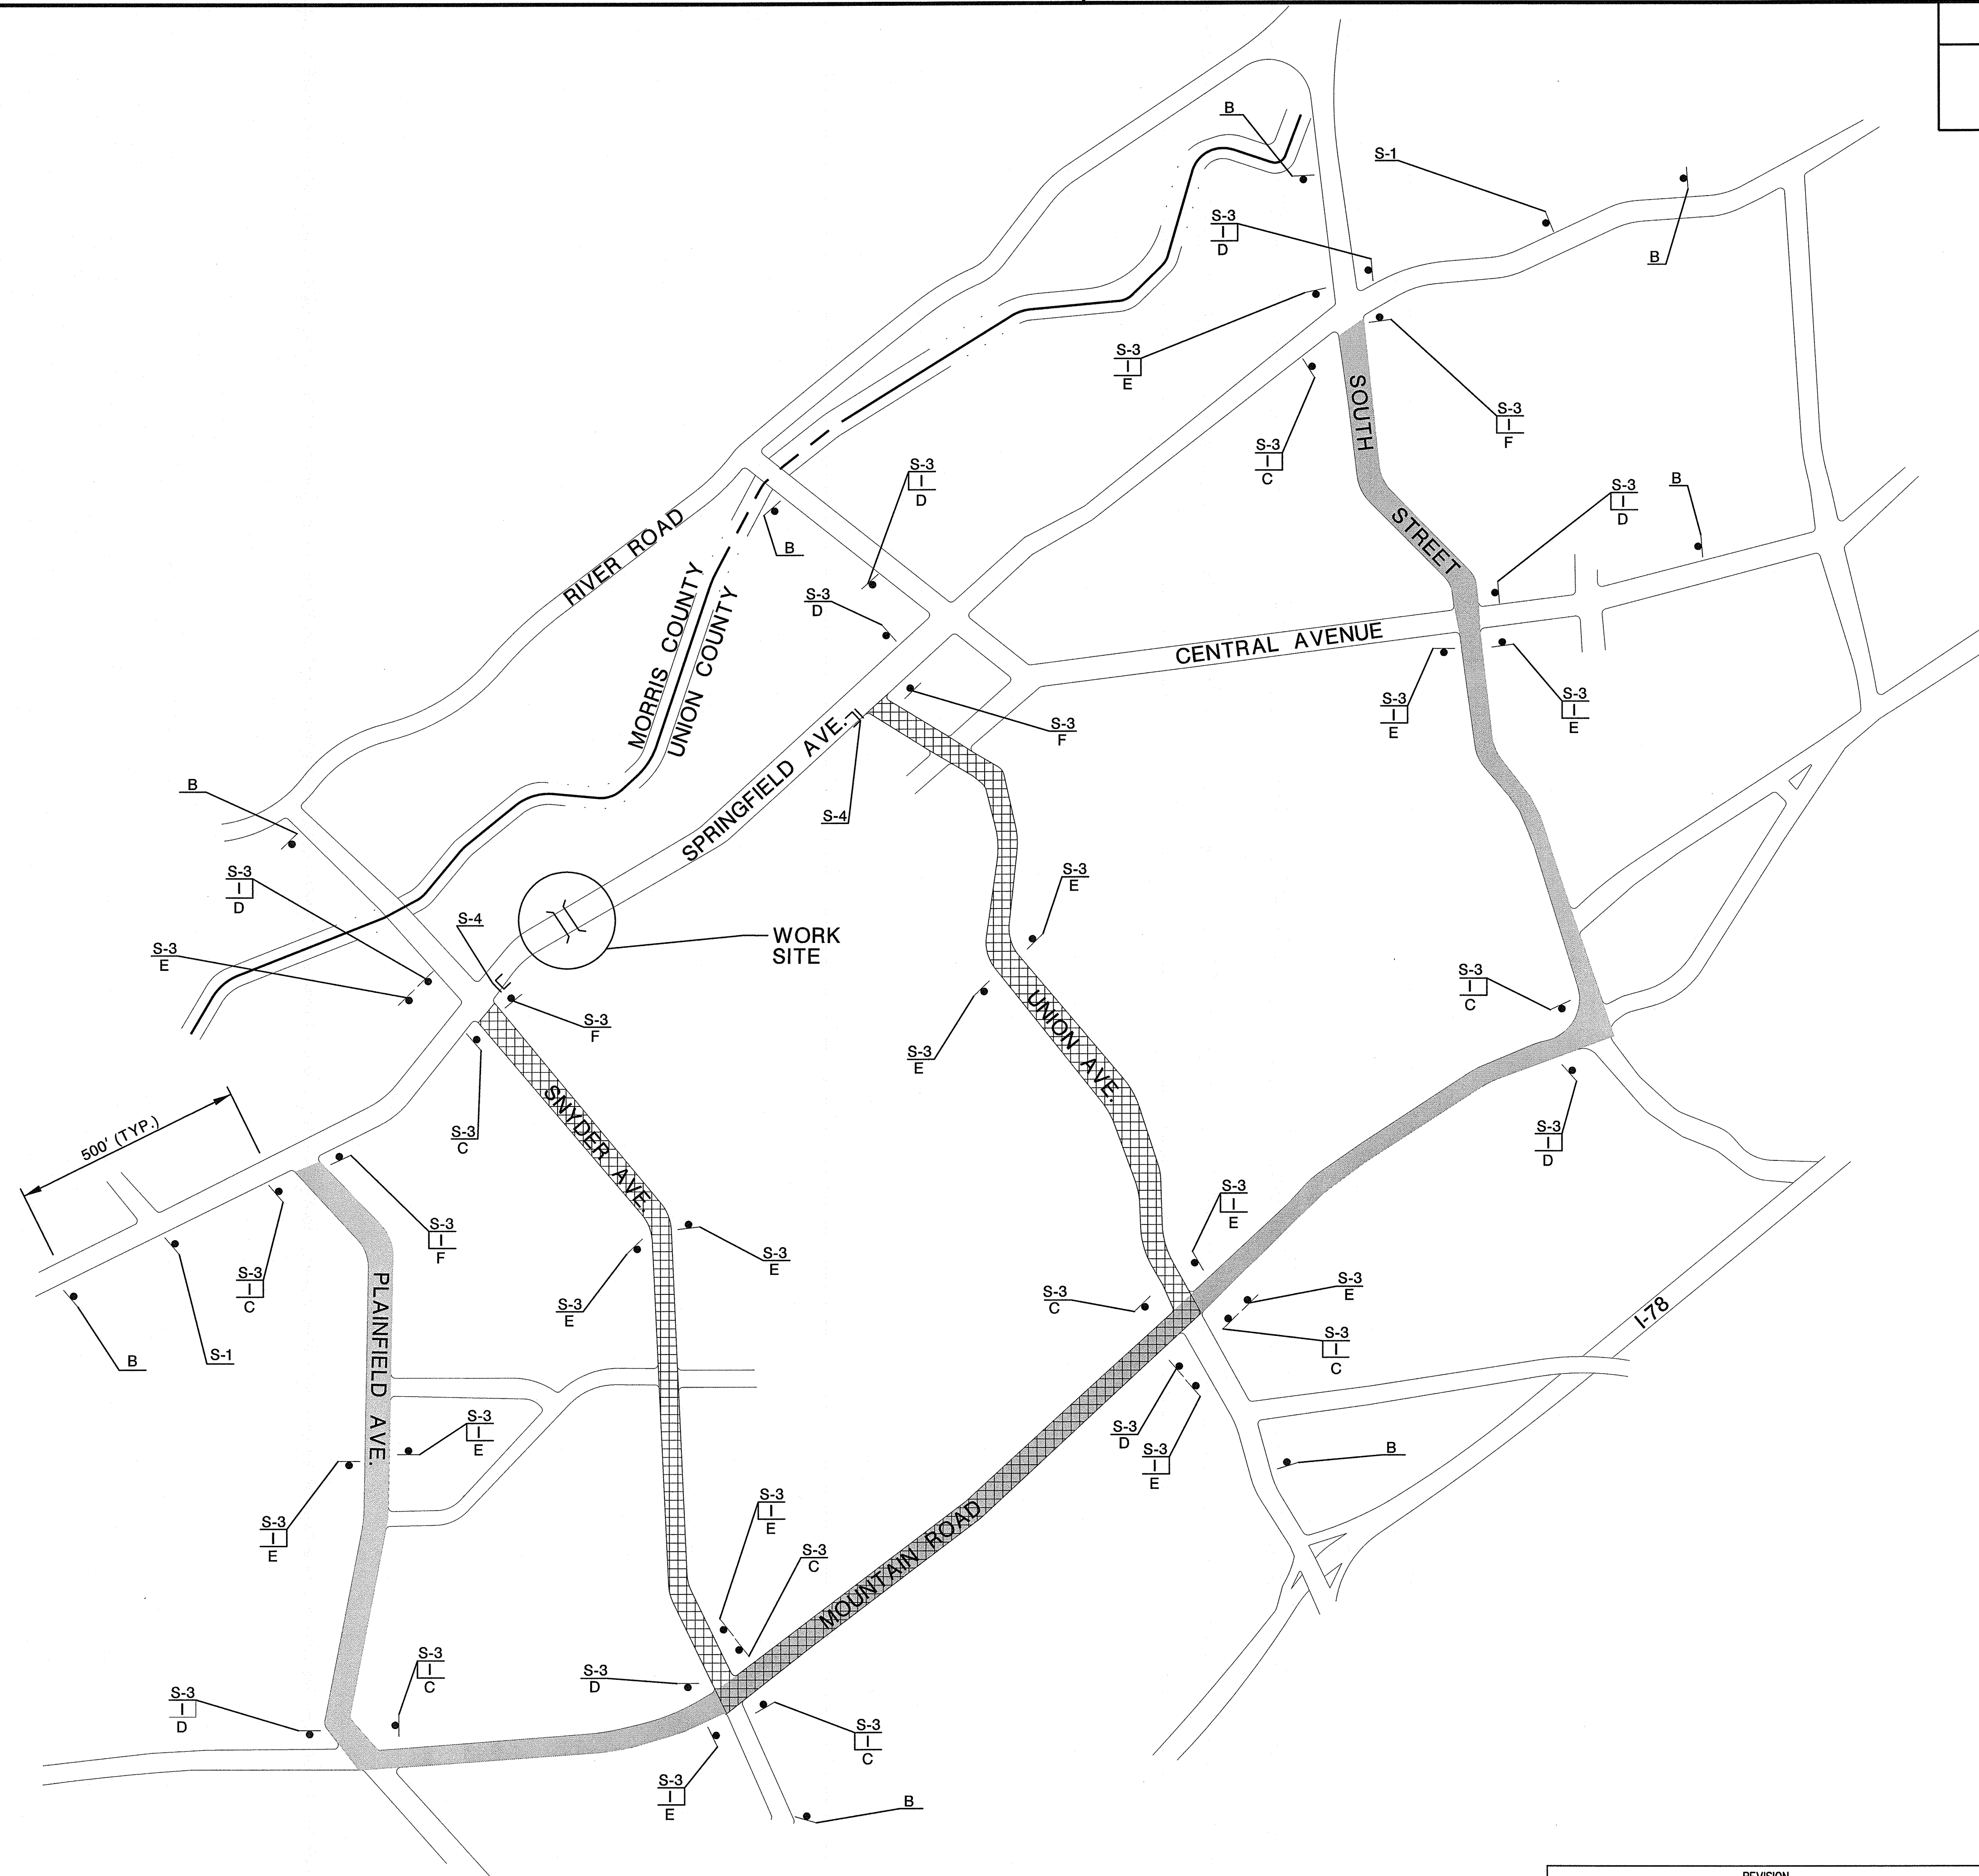 B
S-1
B
S-3
I
D
S-3
I
E
S-3
I
F
S-3
I
C
SOUTH
STREET
S-3
I
D
B
S-3
I
D
B
RIVER ROAD
MORRIS COUNTY
UNION COUNTY
S-3
D
CENTRAL AVENUE
S-3
I
E
S-3
I
E
S-3
F
SPRINGFIELD AVE.
S-4
B
S-3
I
D
S-3
E
S-3
E
S-4
WORK
SITE
S-3
F
S-3
C
S-3
E
UNION AVE.
S-3
I
C
S-3
I
D
500' (TYP.)
SNYDER AVE.
S-3
I
E
S-3
I
F
S-3
I
C
S-3
E
S-3
E
S-3
C
S-3
E
S-3
I
C
I-78
B
S-1
PLAINFIELD AVE.
S-3
I
E
S-3
D
S-3
I
E
B
S-3
I
E
S-3
I
E
S-3
C
MOUNTAIN ROAD
S-3
I
C
S-3
D
S-3
I
D
S-3
I
C
S-3
I
E
B
REVISION